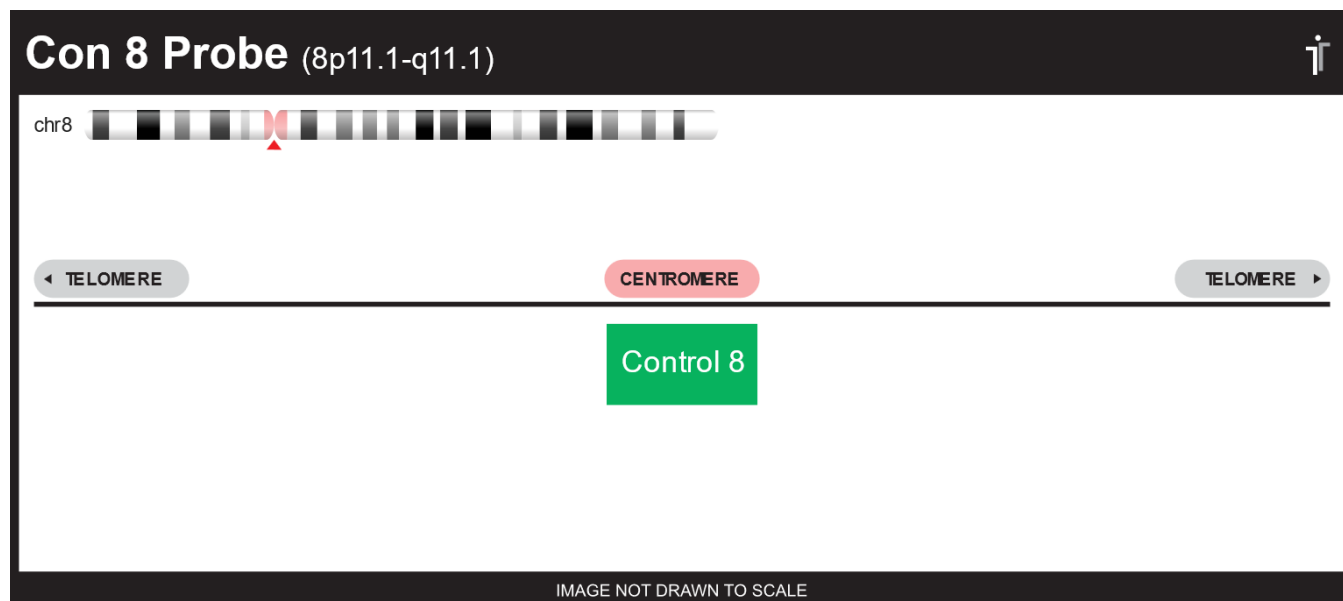 Con 8 Probe (8p11.1-q11.1)
chr8
TELOMERE
CENTROMERE
TELOMERE
Control 8
IMAGE NOT DRAWN TO SCALE